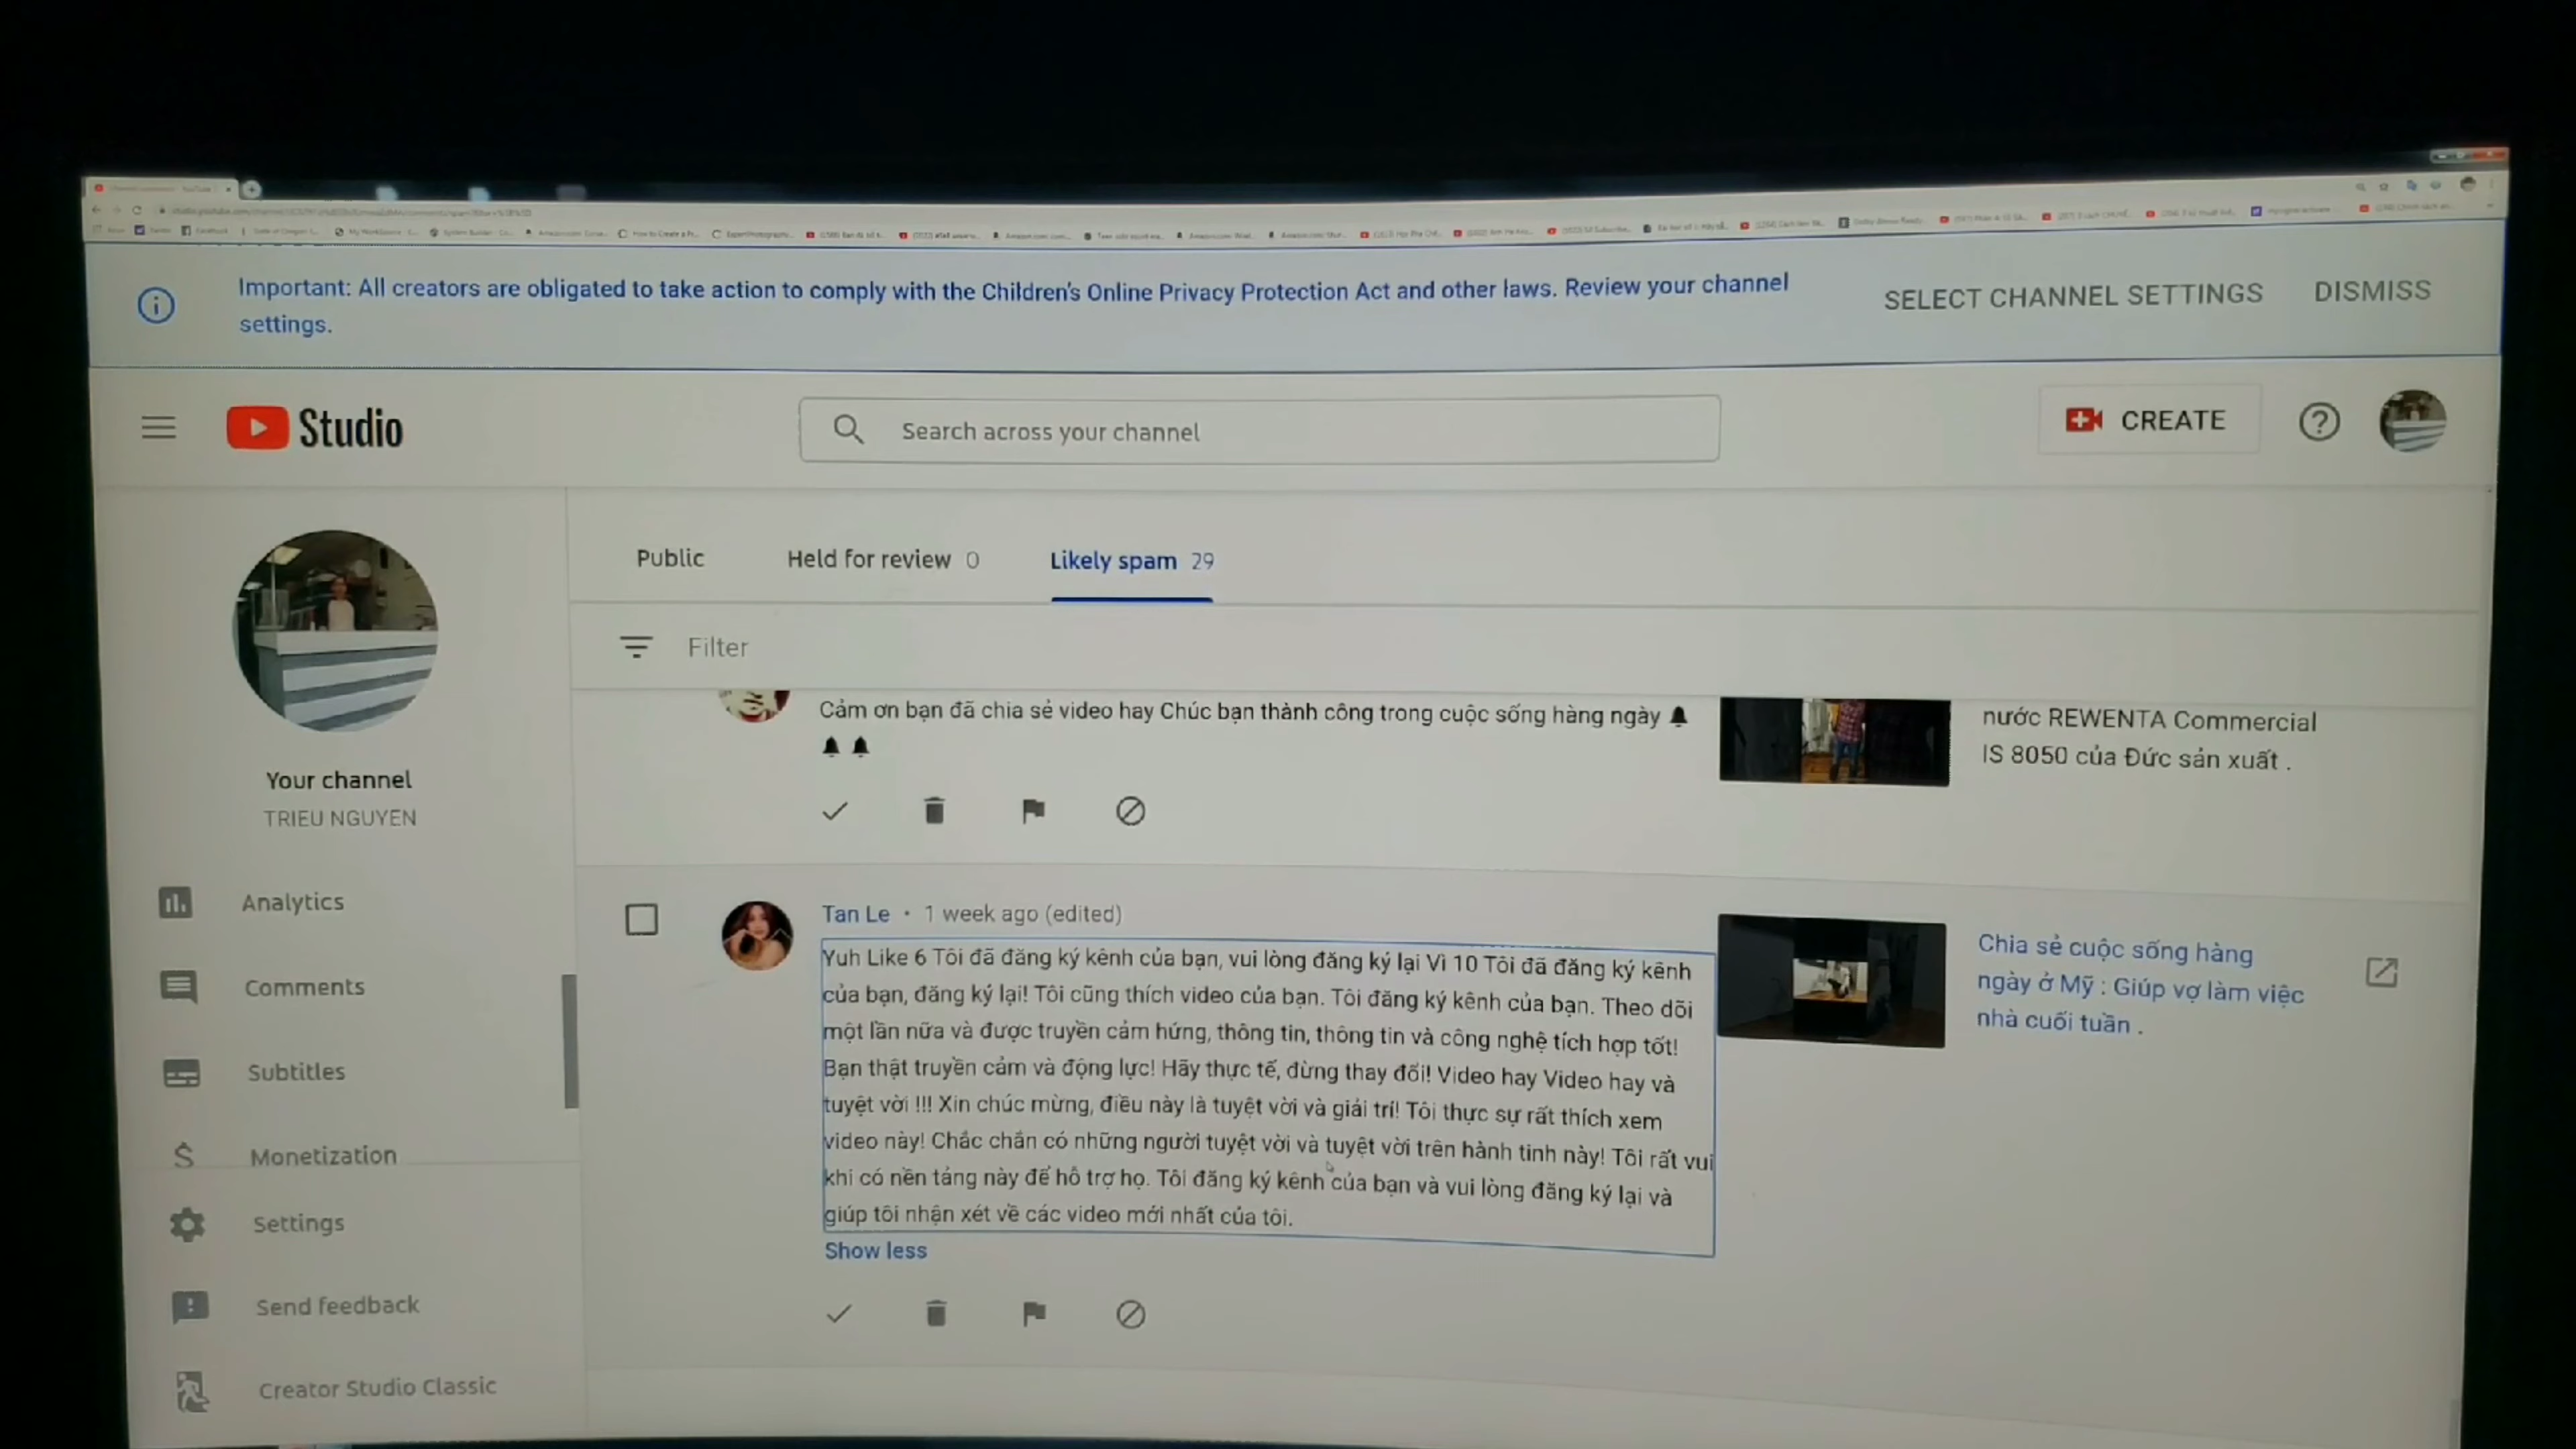 Important: All creators are obligated to take action to comply with the Children's Online Privacy Protection Act and other laws. Review your channel
settings.
SELECT CHANNEL SETTINGS
DISMISS
Studio
Search across your channel
CREATE
Public
Held for review 0
Likely spam 29
Filter
Your channel
TRIEU NGUYEN
Analytics
Comments
Subtitles
Monetization
Settings
Send feedback
Creator Studio Classic
Cảm ơn bạn đã chia sẻ video hay Chúc bạn thành công trong cuộc sống hàng ngày 🔔
🔔 🔔
nước REWENTA Commercial
IS 8050 của Đức sản xuất .
Tan Le • 1 week ago (edited)
Yuh Like 6 Tôi đã đăng ký kênh của bạn, vui lòng đăng ký lại Vì 10 Tôi đã đăng ký kênh
của bạn, đăng ký lại! Tôi cũng thích video của bạn. Tôi đăng ký kênh của bạn. Theo dõi
một lần nữa và được truyền cảm hứng, thông tin, thông tin và công nghệ tích hợp tốt!
Bạn thật truyền cảm và động lực! Hãy thực tế, đừng thay đổi! Video hay Video hay và
tuyệt vời !!! Xin chúc mừng, điều này là tuyệt vời và giải trí! Tôi thực sự rất thích xem
video này! Chắc chắn có những người tuyệt vời và tuyệt vời trên hành tinh này! Tôi rất vui
khi có nền tảng này để hỗ trợ họ. Tôi đăng ký kênh của bạn và vui lòng đăng ký lại và
giúp tôi nhận xét về các video mới nhất của tôi.
Show less
Chia sẻ cuộc sống hàng
ngày ở Mỹ : Giúp vợ làm việc
nhà cuối tuần .